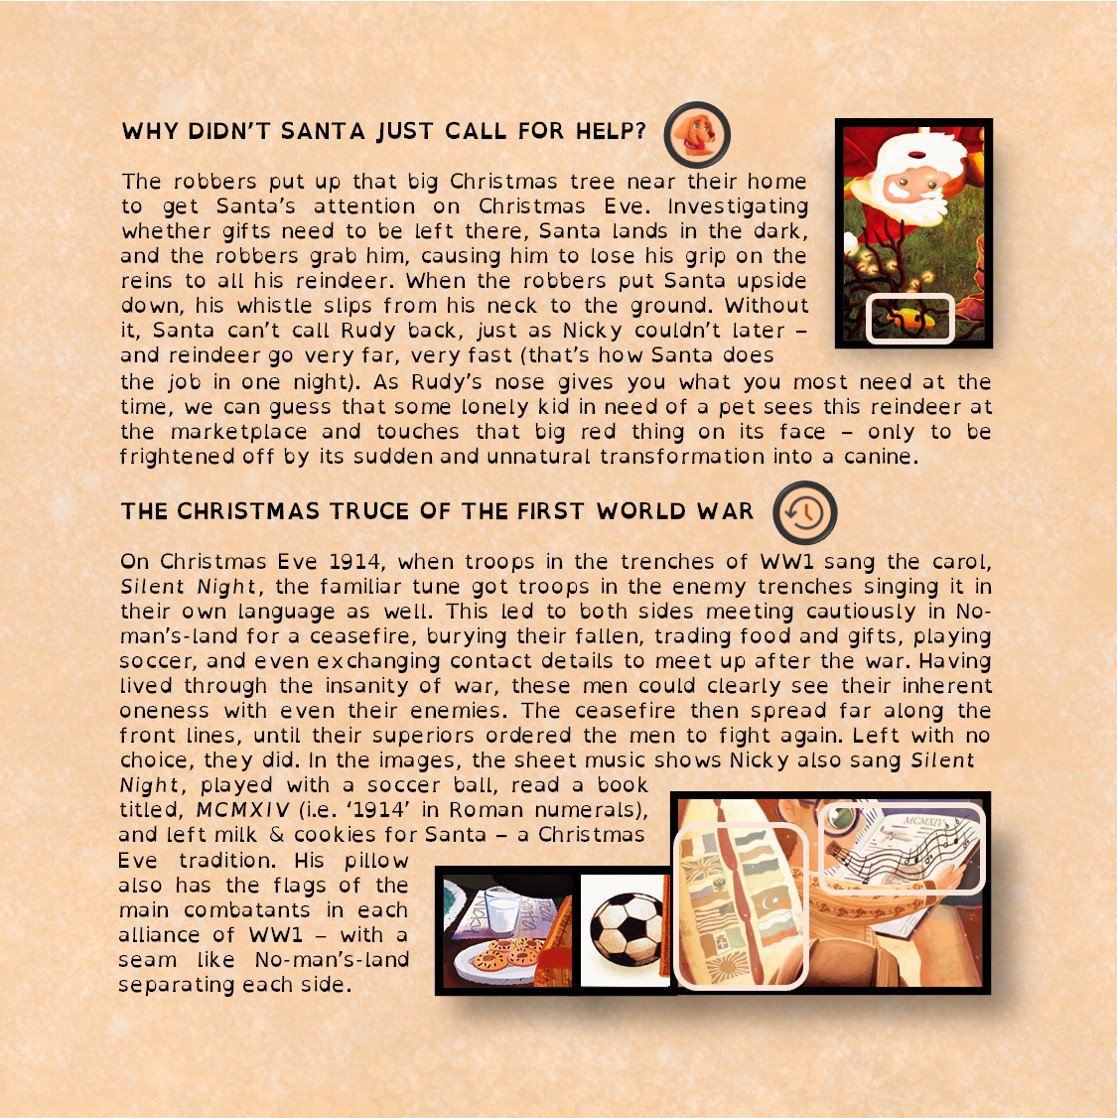 WHY DIDN'T SANTA JUST CALL FOR HELP?
The robbers put up that big Christmas tree near their home
to get Santa's attention on Christmas Eve. Investigating
whether gifts need to be left there, Santa lands in the dark,
and the robbers grab him, causing him to lose his grip on the
reins to all his reindeer. When the robbers put Santa upside
down, his whistle slips from his neck to the ground. Without
it, Santa can't call Rudy back, just as Nicky couldn't later –
and reindeer go very far, very fast (that's how Santa does
the job in one night). As Rudy's nose gives you what you most need at the
time, we can guess that some lonely kid in need of a pet sees this reindeer at
the marketplace and touches that big red thing on its face – only to be
frightened off by its sudden and unnatural transformation into a canine.
THE CHRISTMAS TRUCE OF THE FIRST WORLD WAR
On Christmas Eve 1914, when troops in the trenches of WW1 sang the carol,
Silent Night, the familiar tune got troops in the enemy trenches singing it in
their own language as well. This led to both sides meeting cautiously in No-
man's-land for a ceasefire, burying their fallen, trading food and gifts, playing
soccer, and even exchanging contact details to meet up after the war. Having
lived through the insanity of war, these men could clearly see their inherent
oneness with even their enemies. The ceasefire then spread far along the
front lines, until their superiors ordered the men to fight again. Left with no
choice, they did. In the images, the sheet music shows Nicky also sang Silent
Night, played with a soccer ball, read a book
titled, MCMXIV (i.e. '1914' in Roman numerals),
and left milk & cookies for Santa – a Christmas
Eve tradition. His pillow
also has the flags of the
main combatants in each
alliance of WW1 – with a
seam like No-man's-land
separating each side.
MCMXIV